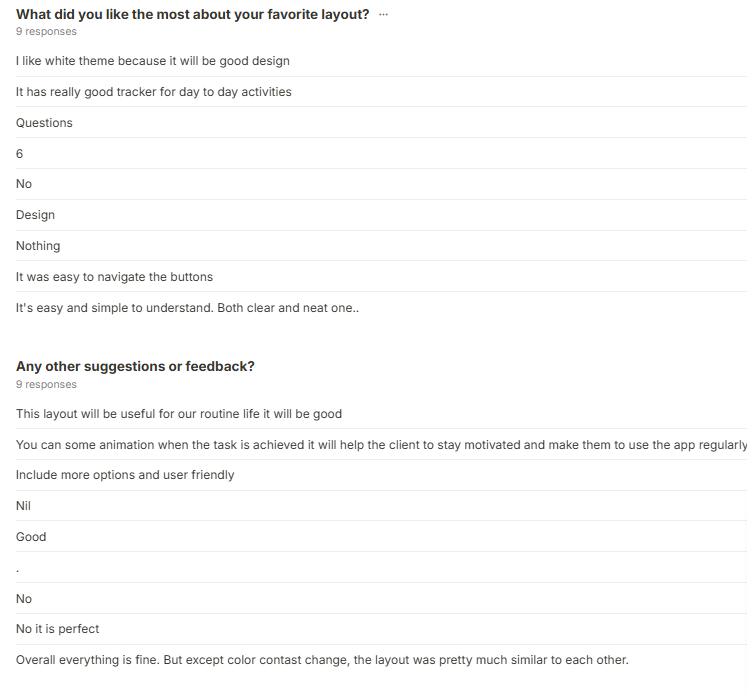 What did you like the most about your favorite layout? ...
9 responses
I like white theme because it will be good design
It has really good tracker for day to day activities
Questions
6
No
Design
Nothing
It was easy to navigate the buttons
It's easy and simple to understand. Both clear and neat one..
Any other suggestions or feedback?
9 responses
This layout will be useful for our routine life it will be good
You can some animation when the task is achieved it will help the client to stay motivated and make them to use the app regularly
Include more options and user friendly
Nil
Good
.
No
No it is perfect
Overall everything is fine. But except color contast change, the layout was pretty much similar to each other.